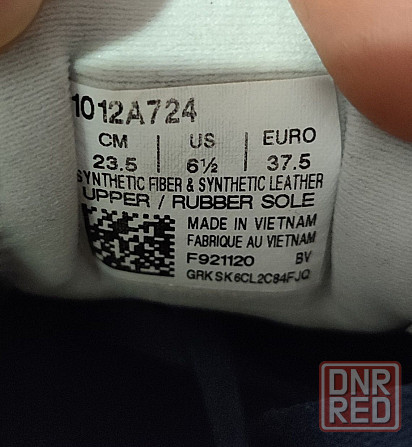 1012A724
CM | US | EURO
23.5 | 6½ | 37.5
SYNTHETIC FIBER & SYNTHETIC LEATHER
UPPER / RUBBER SOLE
MADE IN VIETNAM
FABRIQUE AU VIETNAM
F921120 BV
GRKSK6CL2C84FJQ
DNR
RED